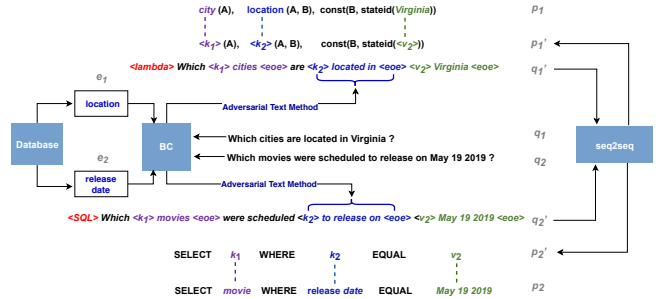 city (A), location (A, B), const(B, stateid(Virginia)) p1
<k1> (A), <k2> (A, B), const(B, stateid(<v2>)) p1'
<lambda> Which <k1> cities <eoe> are <k2> located in <eoe> <v2> Virginia <eoe> q1'
e1
location
Adversarial Text Method
Database
BC
Which cities are located in Virginia ? q1
seq2seq
Which movies were scheduled to release on May 19 2019 ? q2
e2
release
date
Adversarial Text Method
<SQL> Which <k1> movies <eoe> were scheduled <k2> to release on <eoe> <v2> May 19 2019 <eoe> q2'
SELECT k1 WHERE k2 EQUAL v2 p2'
SELECT movie WHERE release date EQUAL May 19 2019 p2